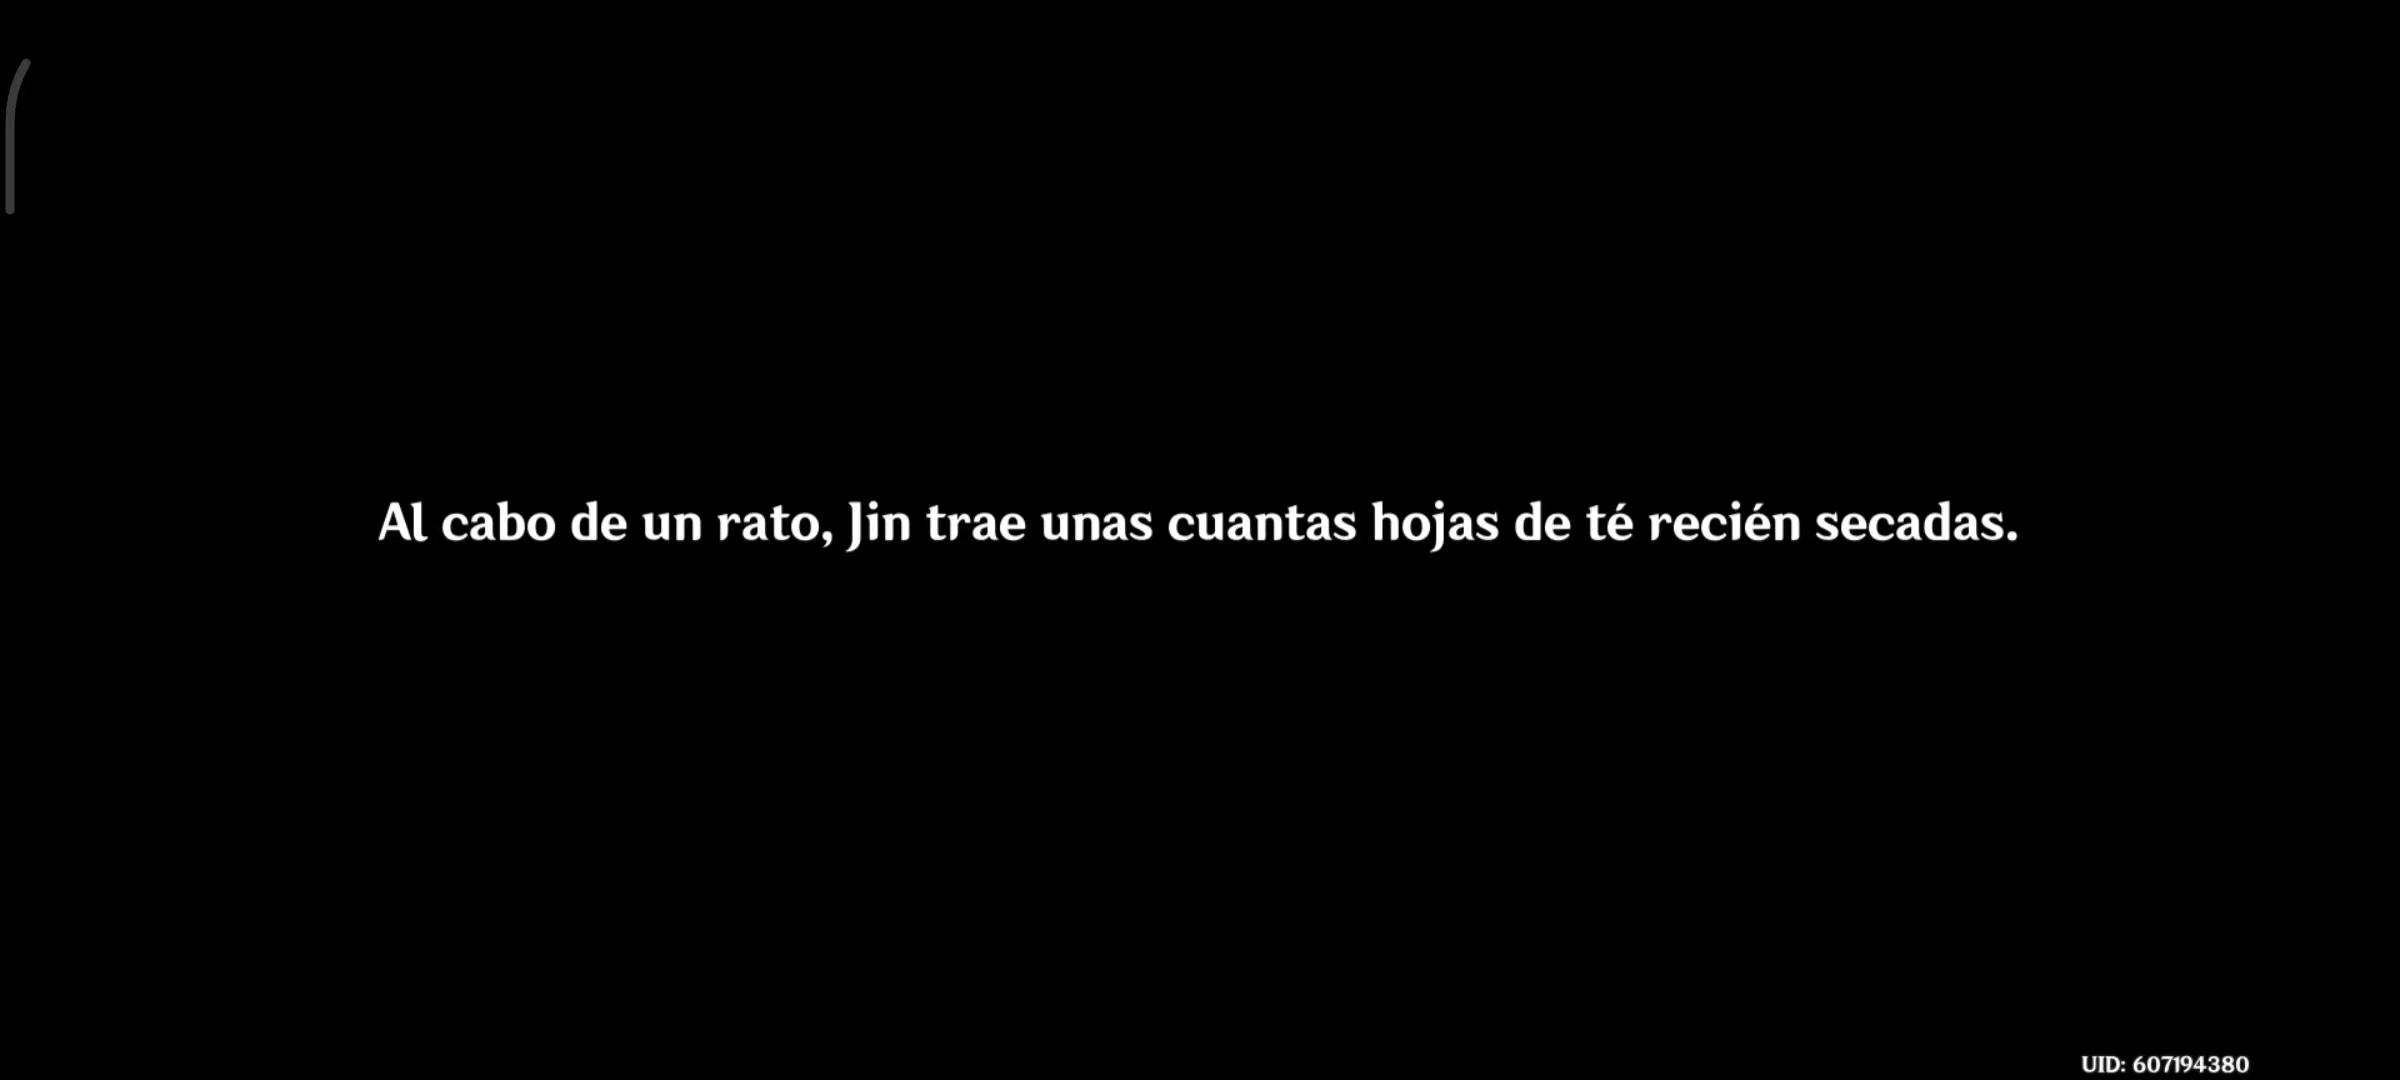 Al cabo de un rato, Jin trae unas cuantas hojas de té recién secadas.
UID: 607194380